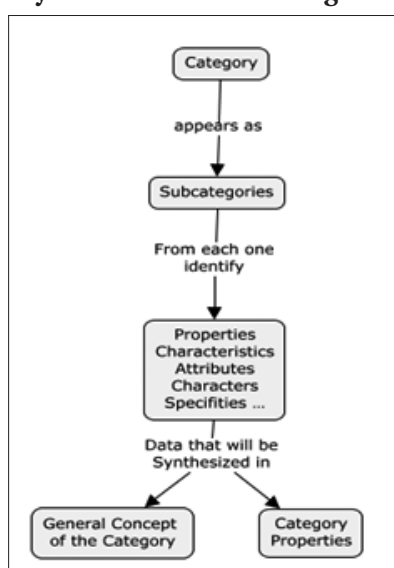 Category
appears as
Subcategories
From each one
identify
Properties
Characteristics
Attributes
Characters
Specifities ...
Data that will be
Synthesized in
General Concept
of the Category
Category
Properties